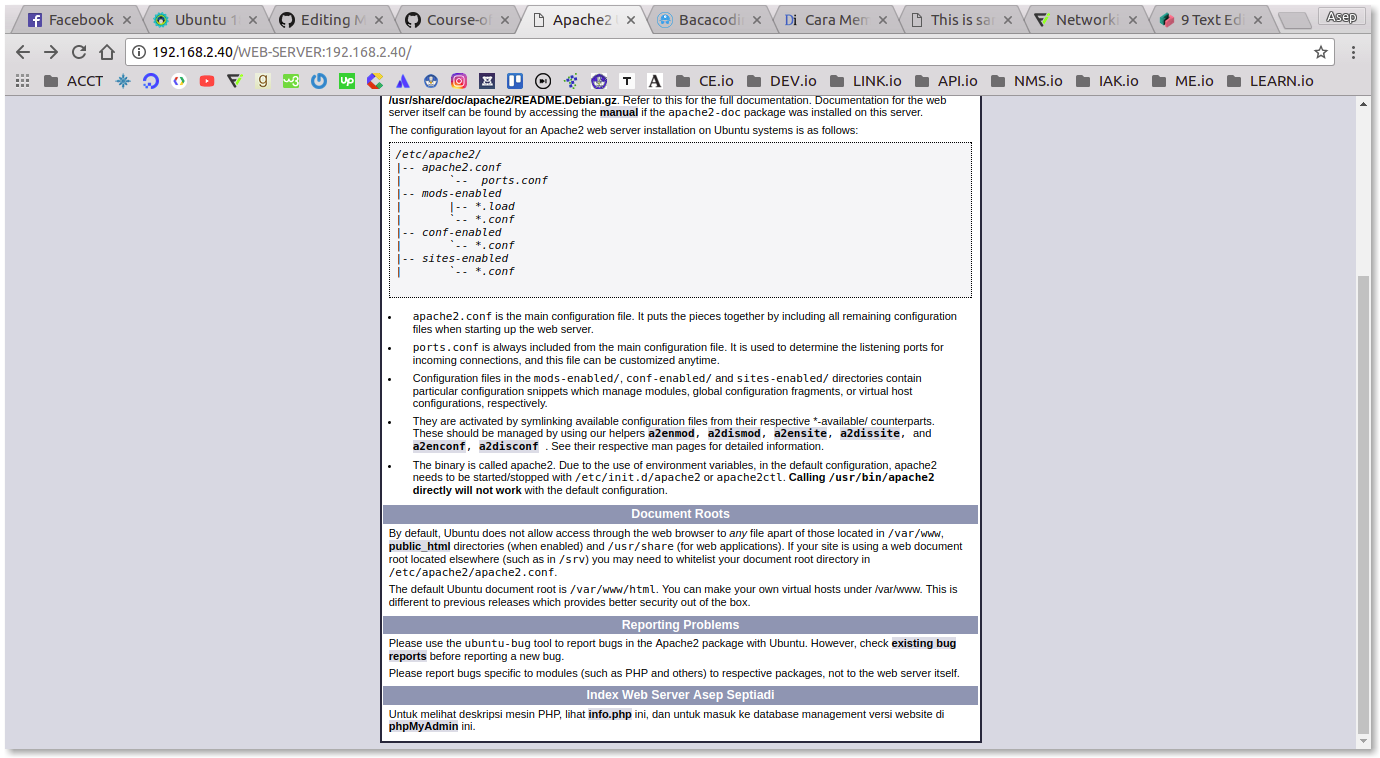 Facebook
Ubuntu 1
Editing M
Course-o
Apache2
Bacacodi
Di Cara Mem
This is sa
Network
9 Text Ed
Asep
192.168.2.40/WEB-SERVER:192.168.2.40/
ACCT
g
w3
Up
T
A
CE.io
DEV.io
LINK.io
API.io
NMS.io
IAK.io
ME.io
LEARN.io
/usr/share/doc/apache2/README.Debian.gz. Refer to this for the full documentation. Documentation for the web
server itself can be found by accessing the manual if the apache2-doc package was installed on this server.
The configuration layout for an Apache2 web server installation on Ubuntu systems is as follows:
/etc/apache2/
|-- apache2.conf
|       `--  ports.conf
|-- mods-enabled
|       |-- *.load
|       `-- *.conf
|-- conf-enabled
|       `-- *.conf
|-- sites-enabled
|       `-- *.conf
• apache2.conf is the main configuration file. It puts the pieces together by including all remaining configuration
files when starting up the web server.
• ports.conf is always included from the main configuration file. It is used to determine the listening ports for
incoming connections, and this file can be customized anytime.
• Configuration files in the mods-enabled/, conf-enabled/ and sites-enabled/ directories contain
particular configuration snippets which manage modules, global configuration fragments, or virtual host
configurations, respectively.
• They are activated by symlinking available configuration files from their respective *-available/ counterparts.
These should be managed by using our helpers a2enmod, a2dismod, a2ensite, a2dissite, and
a2enconf, a2disconf . See their respective man pages for detailed information.
• The binary is called apache2. Due to the use of environment variables, in the default configuration, apache2
needs to be started/stopped with /etc/init.d/apache2 or apache2ctl. Calling /usr/bin/apache2
directly will not work with the default configuration.
Document Roots
By default, Ubuntu does not allow access through the web browser to any file apart of those located in /var/www,
public_html directories (when enabled) and /usr/share (for web applications). If your site is using a web document
root located elsewhere (such as in /srv) you may need to whitelist your document root directory in
/etc/apache2/apache2.conf.
The default Ubuntu document root is /var/www/html. You can make your own virtual hosts under /var/www. This is
different to previous releases which provides better security out of the box.
Reporting Problems
Please use the ubuntu-bug tool to report bugs in the Apache2 package with Ubuntu. However, check existing bug
reports before reporting a new bug.
Please report bugs specific to modules (such as PHP and others) to respective packages, not to the web server itself.
Index Web Server Asep Septiadi
Untuk melihat deskripsi mesin PHP, lihat info.php ini, dan untuk masuk ke database management versi website di
phpMyAdmin ini.